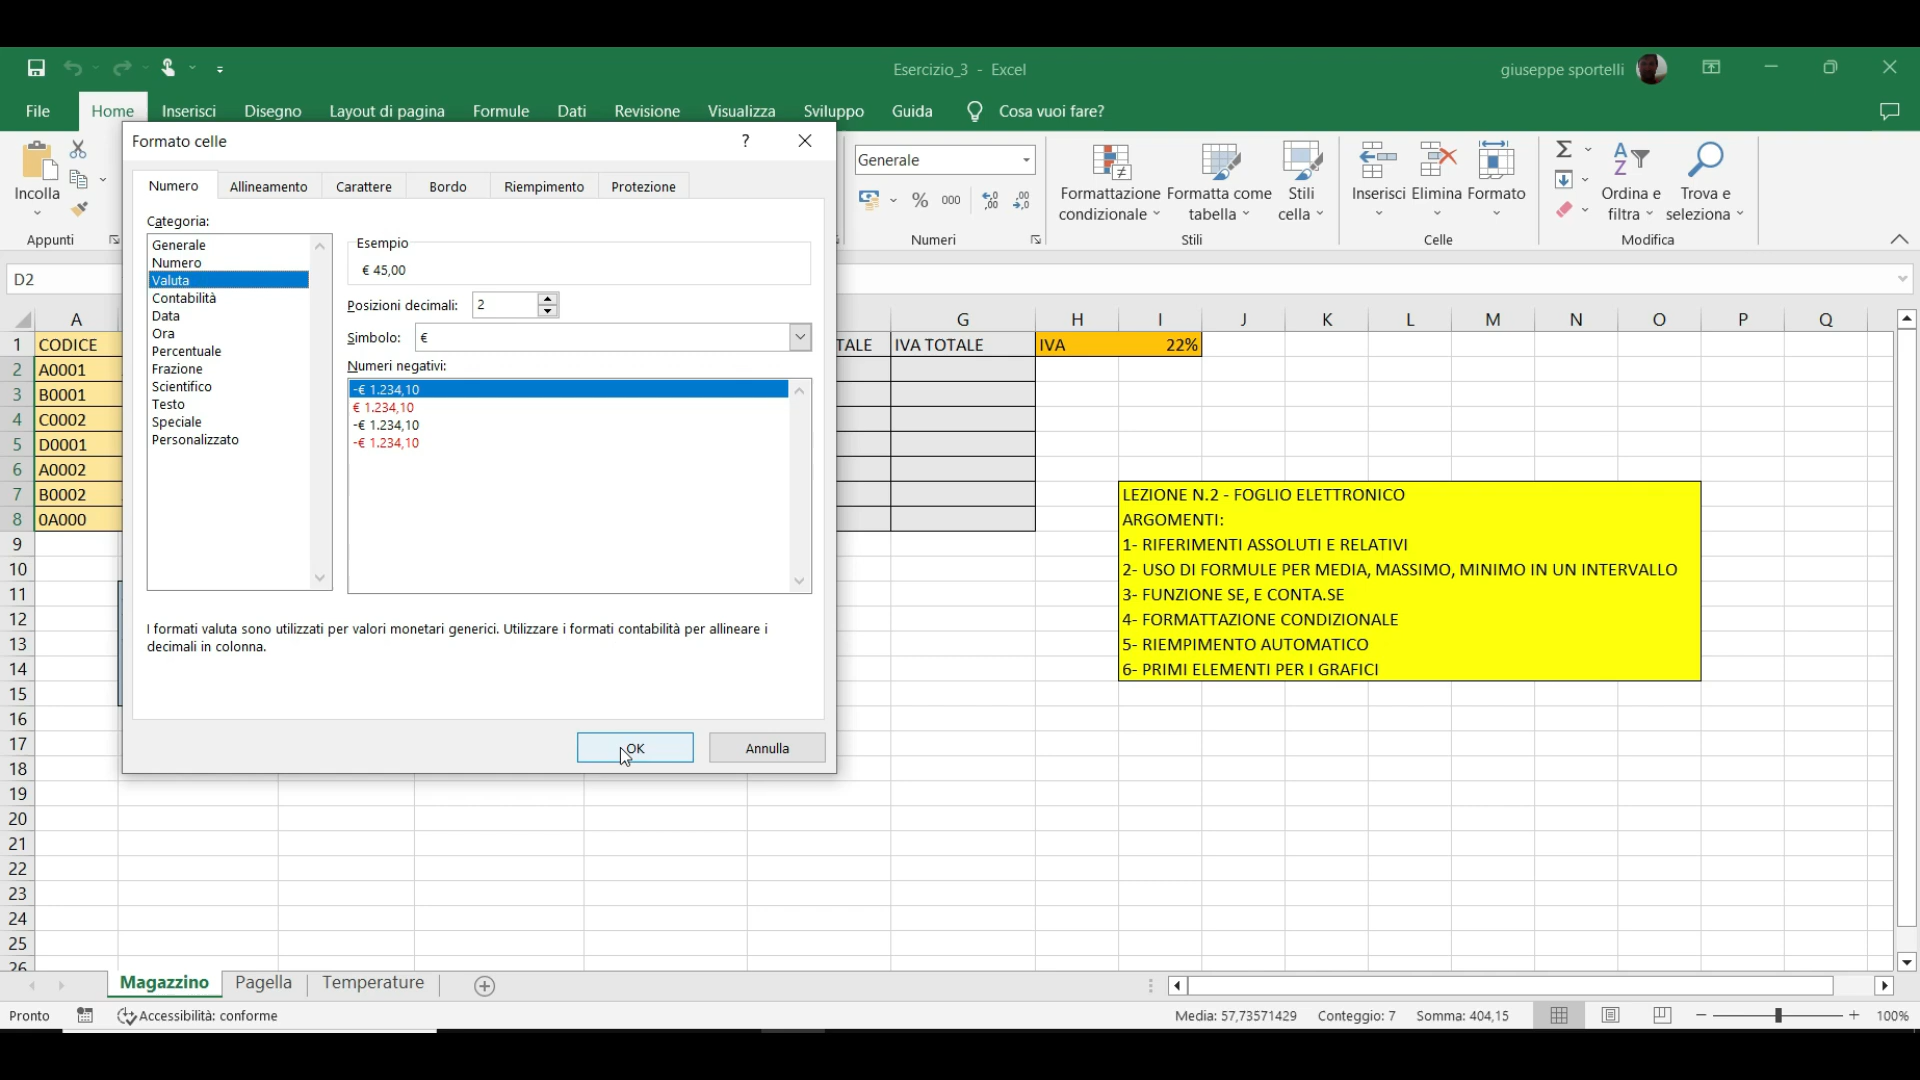 Esercizio_3 - Excel
giuseppe sportelli
File Home Inserisci Disegno Layout di pagina Formule Dati Revisione Visualizza Sviluppo Guida Cosa vuoi fare?
Incolla
Appunti
Generale
% 000
Numeri
Formattazione condizionale
Formatta come tabella
Stili cella
Stili
Inserisci Elimina Formato
Celle
Ordina e filtra
Trova e seleziona
Modifica
D2
Formato celle
?
Numero Allineamento Carattere Bordo Riempimento Protezione
Categoria:
Generale
Numero
Valuta
Contabilità
Data
Ora
Percentuale
Frazione
Scientifico
Testo
Speciale
Personalizzato
Esempio
€ 45,00
Posizioni decimali: 2
Simbolo: €
Numeri negativi:
-€ 1.234,10
€ 1.234,10
-€ 1.234,10
-€ 1.234,10
I formati valuta sono utilizzati per valori monetari generici. Utilizzare i formati contabilità per allineare i
decimali in colonna.
OK Annulla
A G H I J K L M N O P Q
1 CODICE TALE IVA TOTALE IVA 22%
2 A0001
3 B0001
4 C0002
5 D0001
6 A0002
7 B0002
8 0A000
9
10
11
12
13
14
15
16
17
18
19
20
21
22
23
24
25
26
LEZIONE N.2 - FOGLIO ELETTRONICO
ARGOMENTI:
1- RIFERIMENTI ASSOLUTI E RELATIVI
2- USO DI FORMULE PER MEDIA, MASSIMO, MINIMO IN UN INTERVALLO
3- FUNZIONE SE, E CONTA.SE
4- FORMATTAZIONE CONDIZIONALE
5- RIEMPIMENTO AUTOMATICO
6- PRIMI ELEMENTI PER I GRAFICI
Magazzino Pagella Temperature
Pronto Accessibilità: conforme Media: 57,73571429 Conteggio: 7 Somma: 404,15 100%